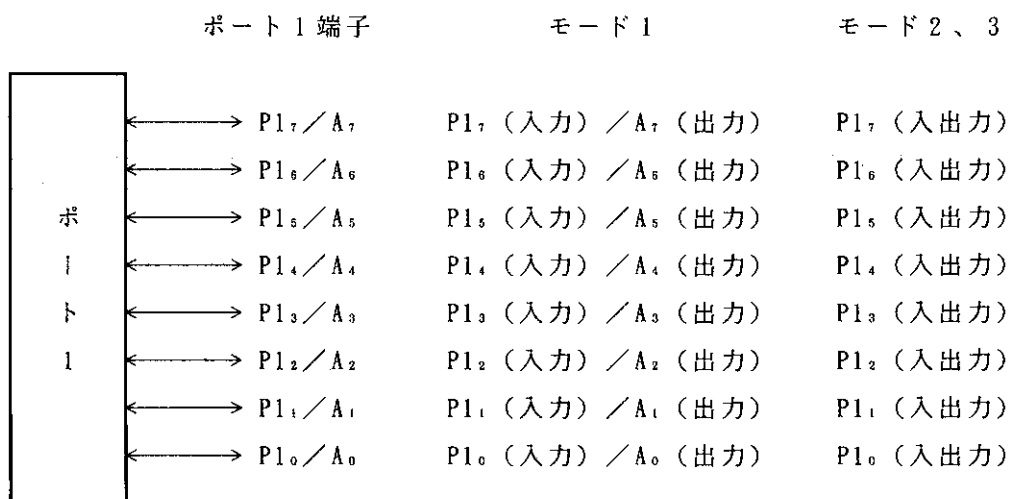 ポート1端子 モード1 モード2、3
P1₇/A₇ P1₇(入力)/A₇(出力) P1₇(入出力)
P1₆/A₆ P1₆(入力)/A₆(出力) P1₆(入出力)
P1₅/A₅ P1₅(入力)/A₅(出力) P1₅(入出力)
P1₄/A₄ P1₄(入力)/A₄(出力) P1₄(入出力)
P1₃/A₃ P1₃(入力)/A₃(出力) P1₃(入出力)
P1₂/A₂ P1₂(入力)/A₂(出力) P1₂(入出力)
P1₁/A₁ P1₁(入力)/A₁(出力) P1₁(入出力)
P1₀/A₀ P1₀(入力)/A₀(出力) P1₀(入出力)
ポート1